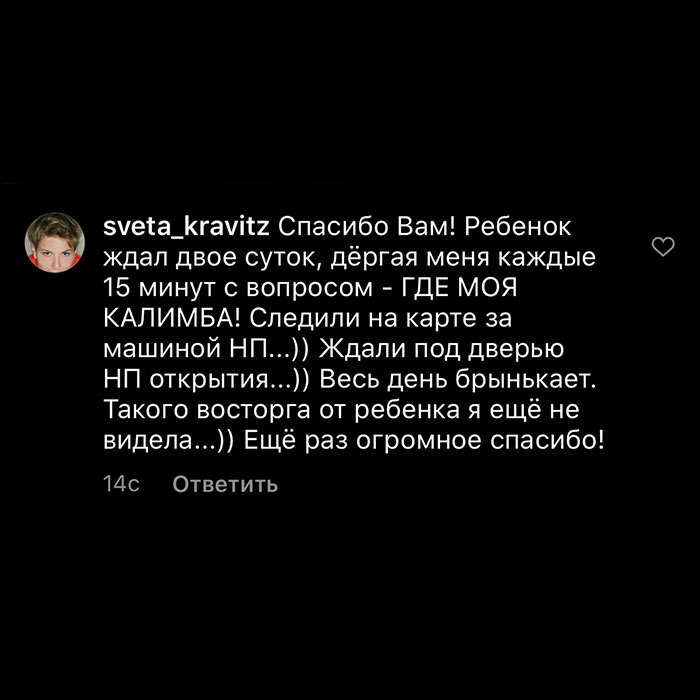 sveta_kravitz Спасибо Вам! Ребенок
ждал двое суток, дёргая меня каждые
15 минут с вопросом - ГДЕ МОЯ
КАЛИМБА! Следили на карте за
машиной НП...)) Ждали под дверью
НП открытия...)) Весь день брынькает.
Такого восторга от ребенка я ещё не
видела...)) Ещё раз огромное спасибо!
14с Ответить